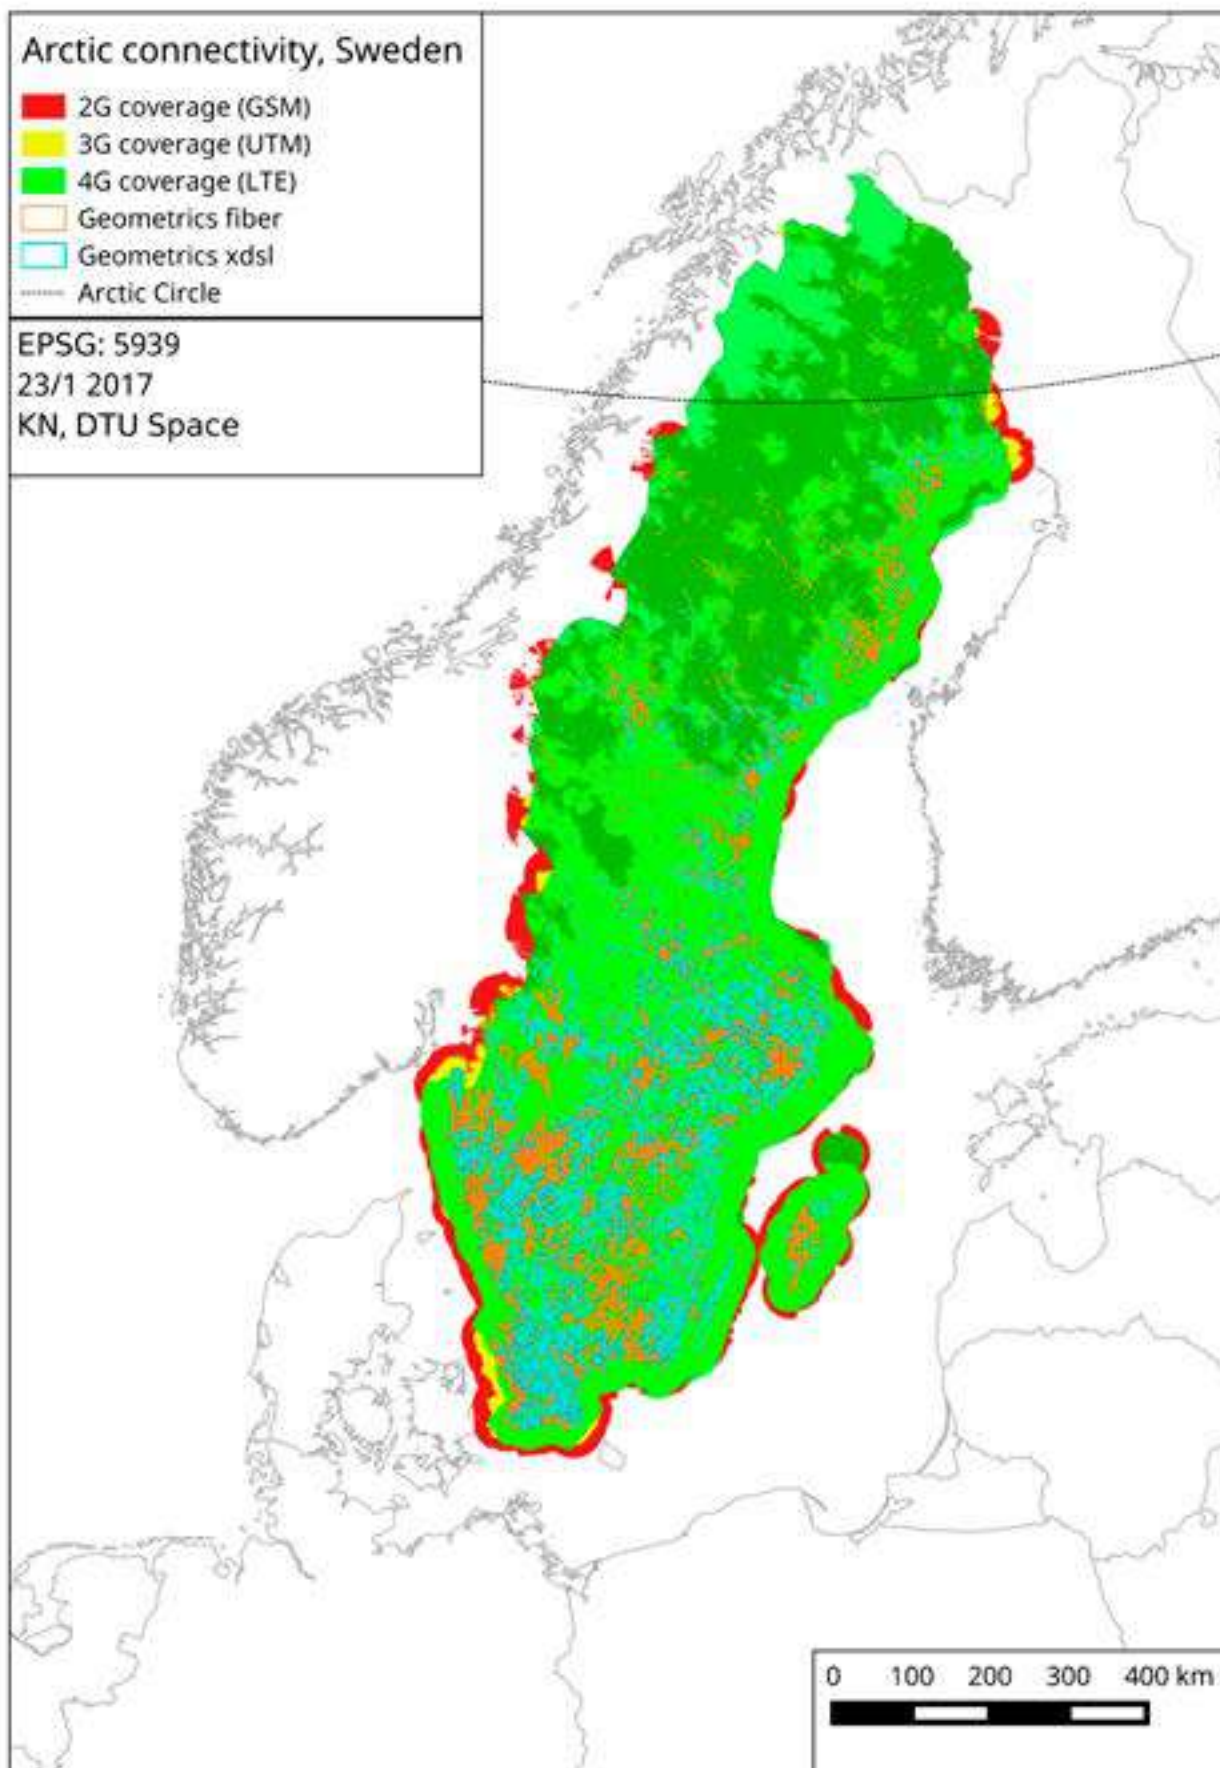 Arctic connectivity, Sweden
2G coverage (GSM)
3G coverage (UTM)
4G coverage (LTE)
Geometrics fiber
Geometrics xdsl
Arctic Circle
EPSG: 5939
23/1 2017
KN, DTU Space
0 100 200 300 400 km